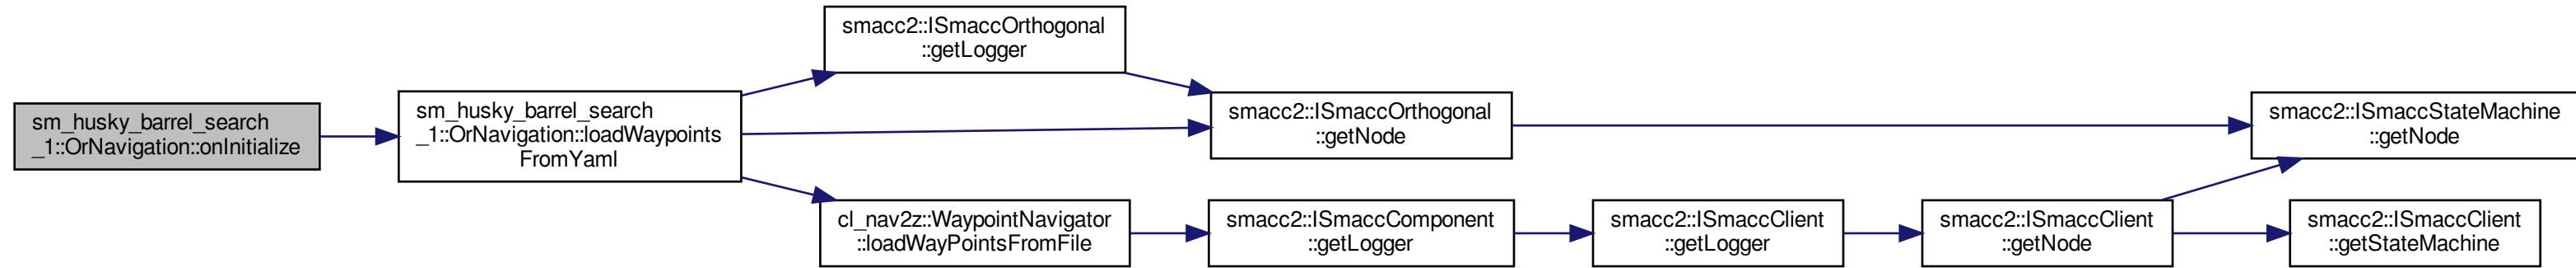 sm_husky_barrel_search
_1::OrNavigation::onInitialize
sm_husky_barrel_search
_1::OrNavigation::loadWaypoints
FromYaml
smacc2::ISmaccOrthogonal
::getLogger
smacc2::ISmaccOrthogonal
::getNode
smacc2::ISmaccStateMachine
::getNode
cl_nav2z::WaypointNavigator
::loadWayPointsFromFile
smacc2::ISmaccComponent
::getLogger
smacc2::ISmaccClient
::getLogger
smacc2::ISmaccClient
::getNode
smacc2::ISmaccClient
::getStateMachine